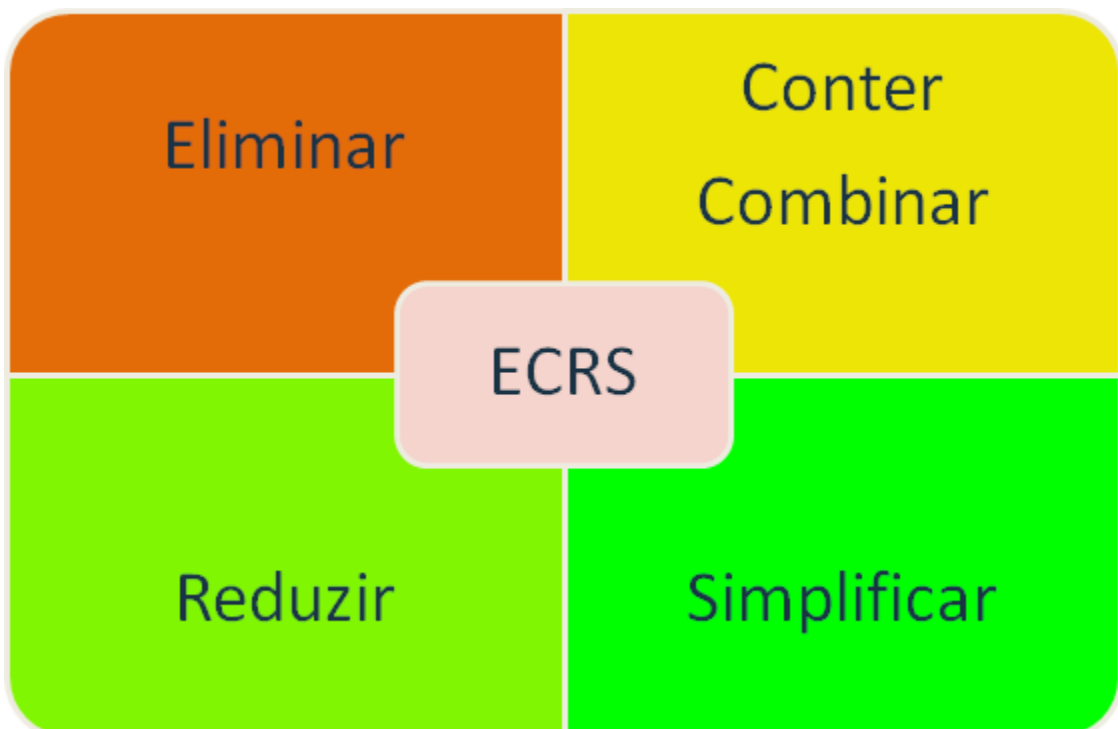 Eliminar
Conter
Combinar
ECRS
Reduzir
Simplificar